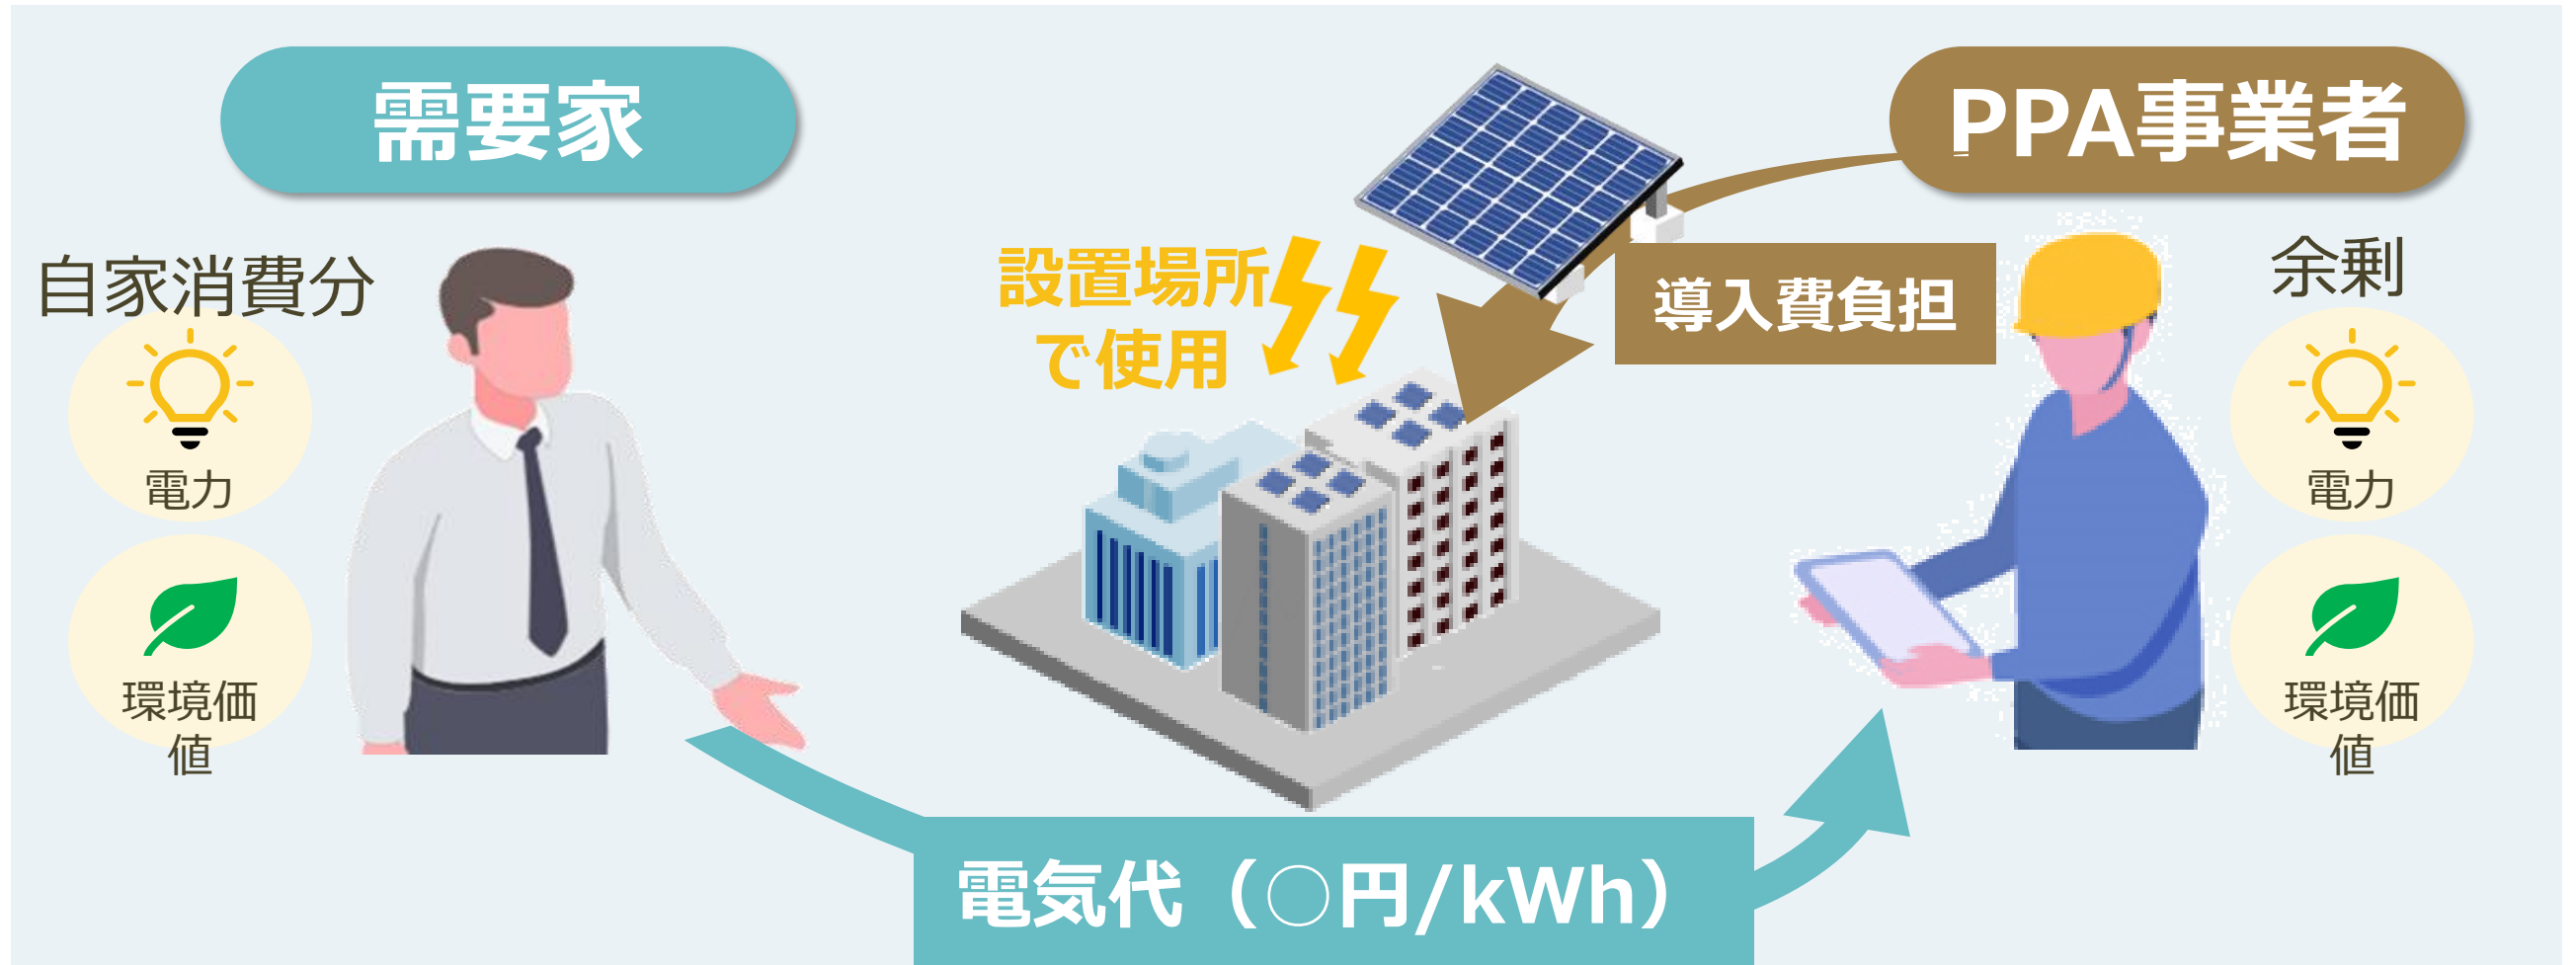 需要家
PPA事業者
自家消費分
電力
環境価
値
設置場所
で使用
導入費負担
余剰
電力
環境価
値
電気代（○円/kWh）